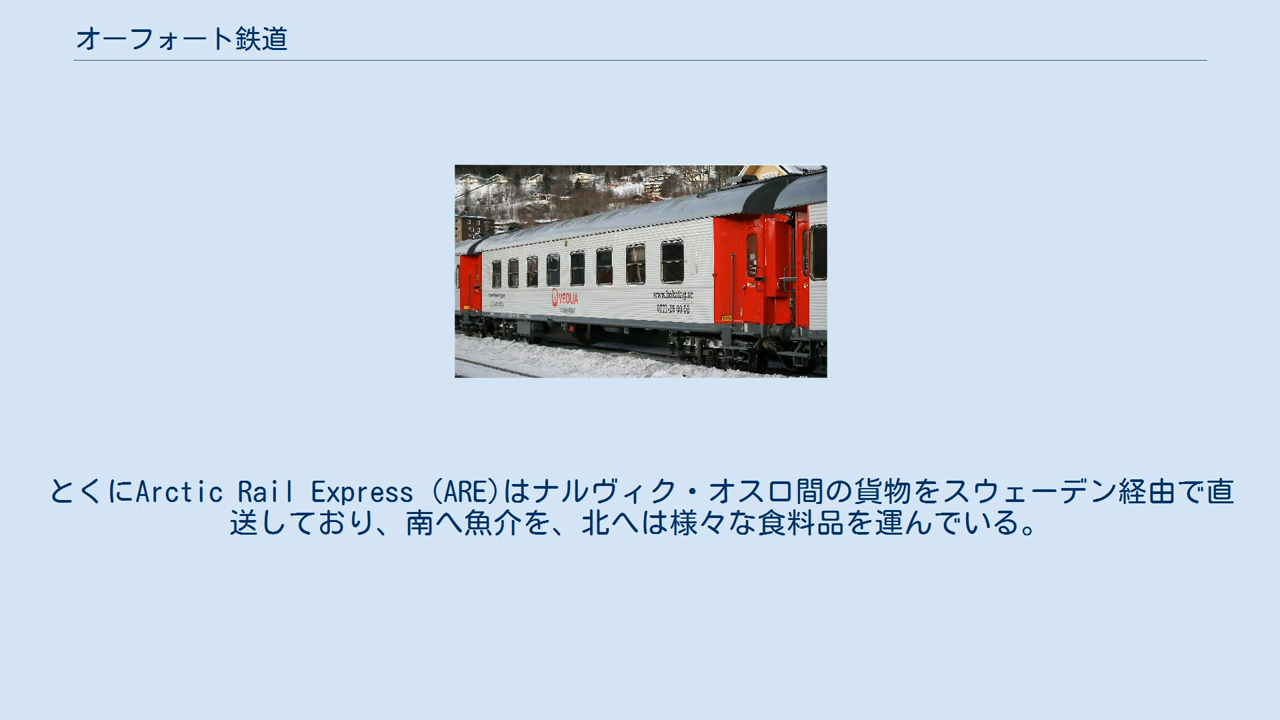 オーフォート鉄道
VEOLIA
とくにArctic Rail Express (ARE)はナルヴィク・オスロ間の貨物をスウェーデン経由で直
送しており、南へ魚介を、北へは様々な食料品を運んでいる。